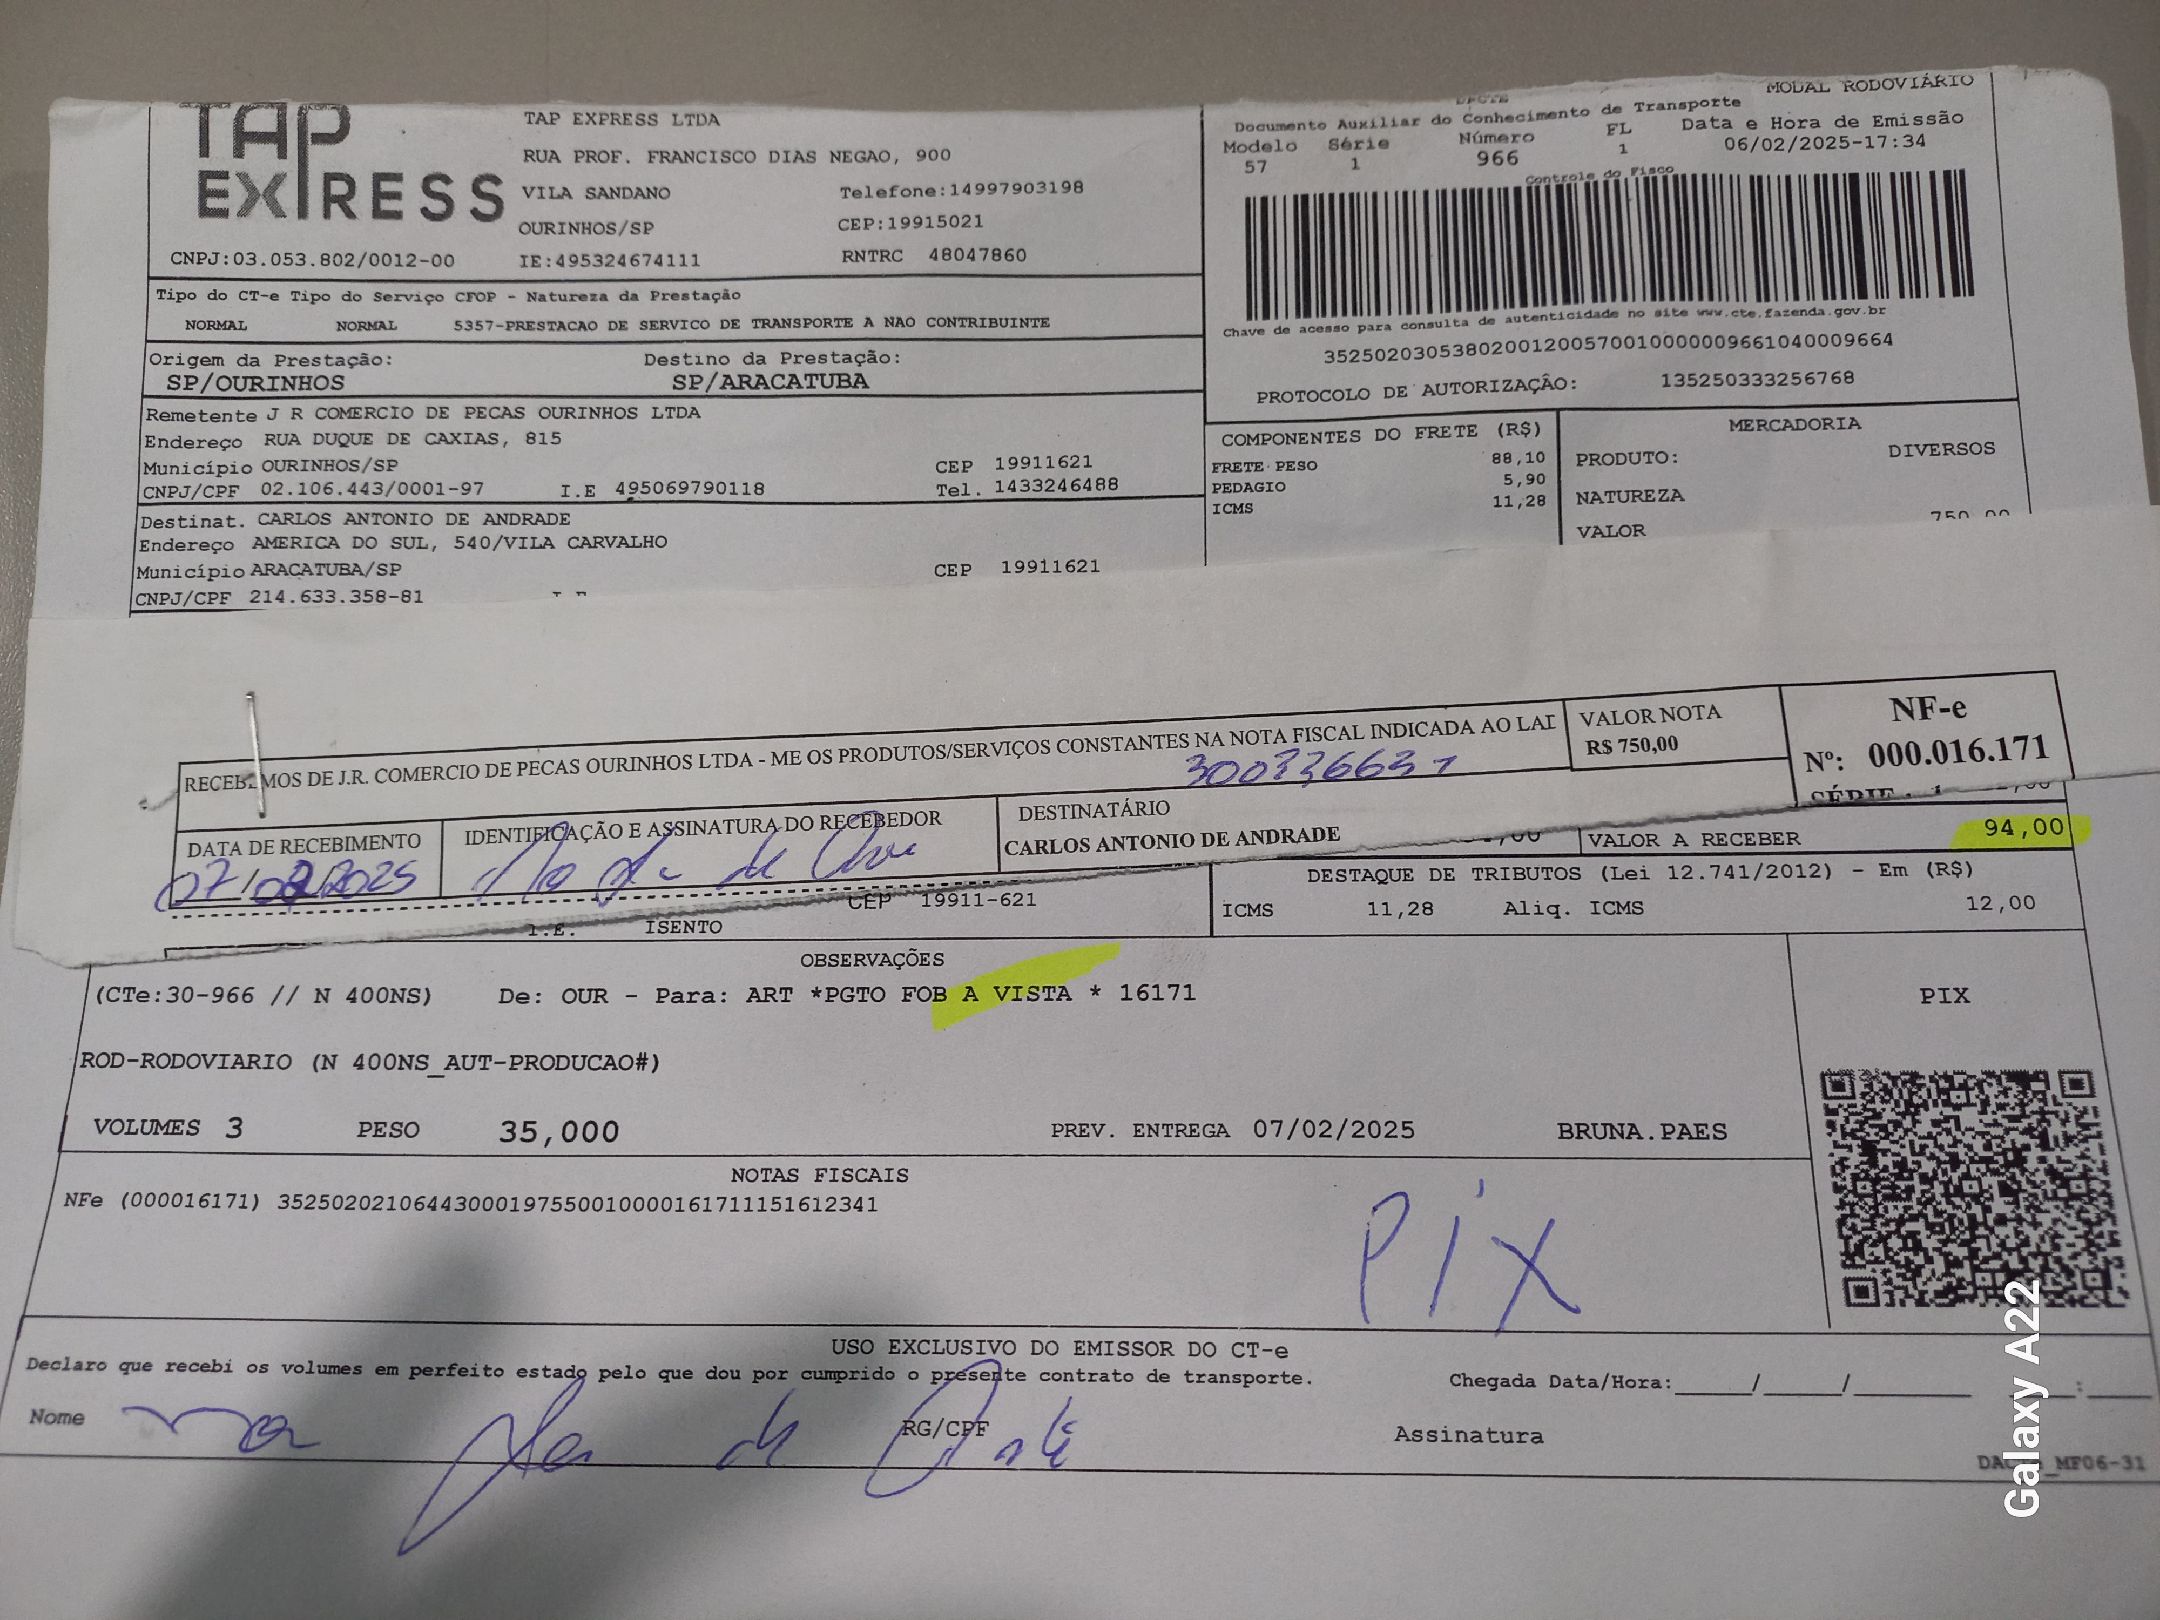 TAP
EXPRESS
TAP EXPRESS LTDA
RUA PROF. FRANCISCO DIAS NEGAO, 900
VILA SANDANO Telefone:14997903198
OURINHOS/SP CEP:19915021
CNPJ:03.053.802/0012-00 IE:495324674111 RNTRC 48047860
MODAL RODOVIÁRIO
Documento Auxiliar do Conhecimento de Transporte
Modelo Série Número FL Data e Hora de Emissão
57 1 966 1 06/02/2025-17:34
Controle do Fisco
Chave de acesso para consulta de autenticidade no site www.cte.fazenda.gov.br
35250203053802001200570010000009661040009664
PROTOCOLO DE AUTORIZAÇÃO: 135250333256768
Tipo do CT-e Tipo do Serviço CFOP - Natureza da Prestação
NORMAL NORMAL 5357-PRESTACAO DE SERVICO DE TRANSPORTE A NAO CONTRIBUINTE
Origem da Prestação: Destino da Prestação:
SP/OURINHOS SP/ARACATUBA
Remetente J R COMERCIO DE PECAS OURINHOS LTDA
Endereço RUA DUQUE DE CAXIAS, 815
Município OURINHOS/SP CEP 19911621
CNPJ/CPF 02.106.443/0001-97 I.E 495069790118 Tel. 1433246488
Destinat. CARLOS ANTONIO DE ANDRADE
Endereço AMERICA DO SUL, 540/VILA CARVALHO
Município ARACATUBA/SP CEP 19911621
CNPJ/CPF 214.633.358-81
COMPONENTES DO FRETE (R$)
FRETE PESO 88,10
PEDAGIO 5,90
ICMS 11,28
MERCADORIA
PRODUTO: DIVERSOS
NATUREZA
VALOR 750,00
RECEBEMOS DE J.R. COMERCIO DE PECAS OURINHOS LTDA - ME OS PRODUTOS/SERVIÇOS CONSTANTES NA NOTA FISCAL INDICADA AO LAI
VALOR NOTA
R$ 750,00
NF-e
Nº: 000.016.171
SÉRIE: 1
DATA DE RECEBIMENTO
07/02/2025
IDENTIFICAÇÃO E ASSINATURA DO RECEBEDOR
DESTINATÁRIO
CARLOS ANTONIO DE ANDRADE
VALOR A RECEBER 94,00
CEP 19911-621
I.E. ISENTO
DESTAQUE DE TRIBUTOS (Lei 12.741/2012) - Em (R$)
ICMS 11,28 Aliq. ICMS 12,00
OBSERVAÇÕES
(CTe:30-966 // N 400NS) De: OUR - Para: ART *PGTO FOB A VISTA * 16171
ROD-RODOVIARIO (N 400NS_AUT-PRODUCAO#)
VOLUMES 3 PESO 35,000 PREV. ENTREGA 07/02/2025 BRUNA.PAES
PIX
NOTAS FISCAIS
NFe (000016171) 35250202106443000197550010000161711151612341
PIX
USO EXCLUSIVO DO EMISSOR DO CT-e
Declaro que recebi os volumes em perfeito estado pelo que dou por cumprido o presente contrato de transporte. Chegada Data/Hora:_____/_____/_______ ____:____
Nome RG/CPF Assinatura
MF06-31
Galaxy A22